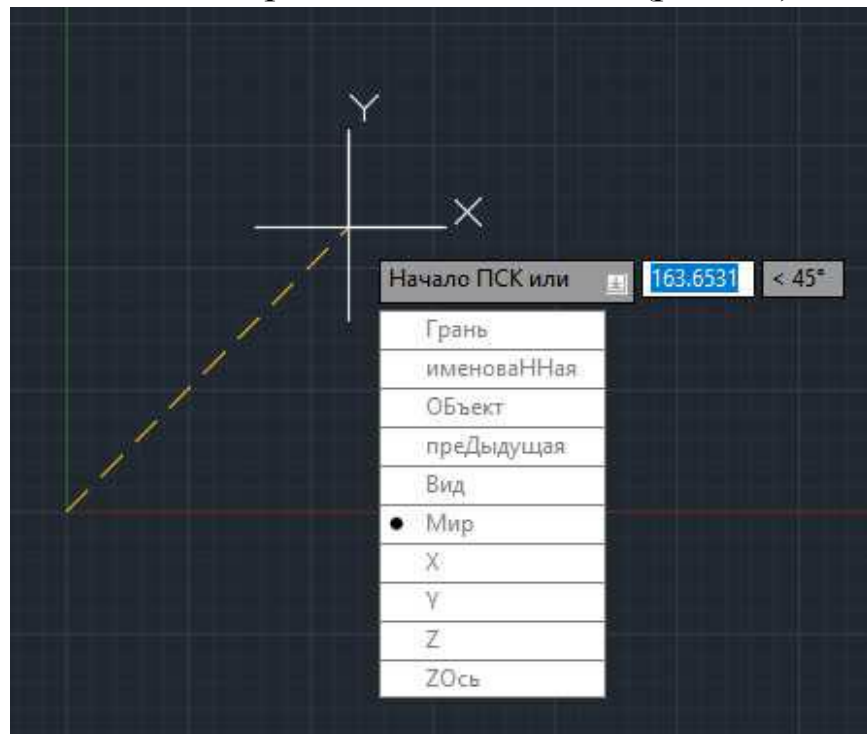 Y
X
Начало ПСК или 163.6531 < 45°
Грань
именоваННая
ОБъект
преДыдущая
Вид
Мир
X
Y
Z
ZОсь